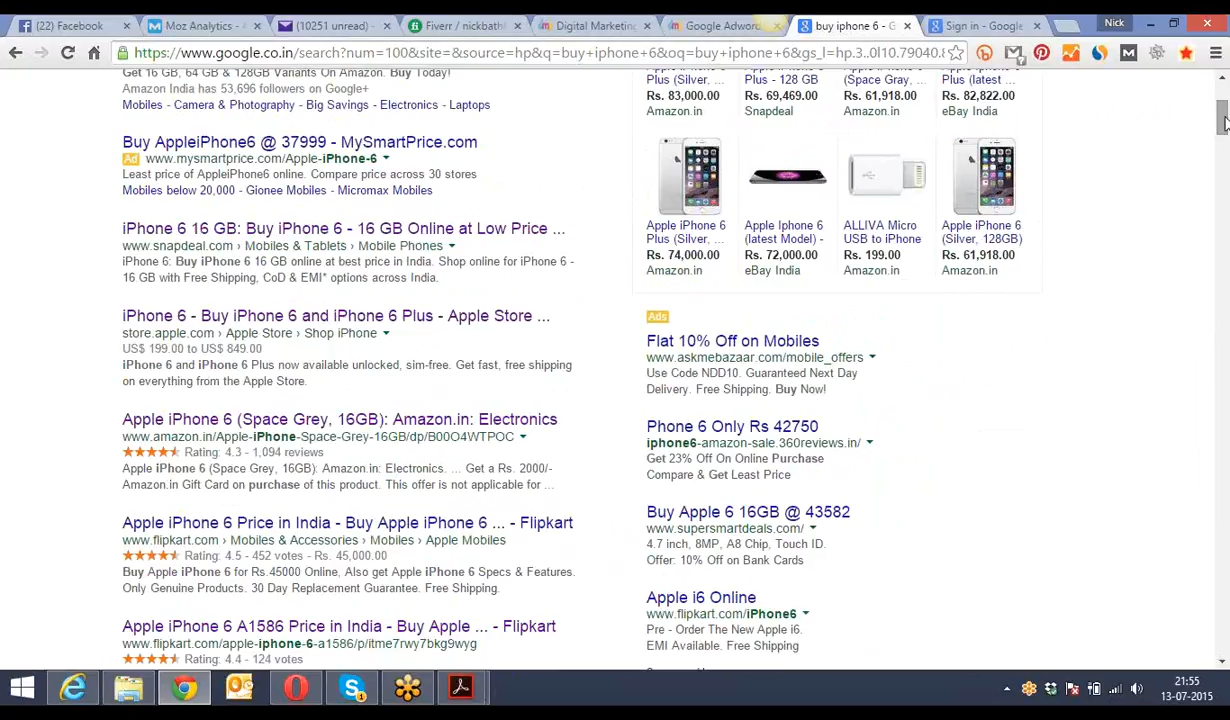 (22) Facebook
Moz Analytics - A
(10251 unread) -
Fiverr / nickbath
Digital Marketing
Google Adword
buy iphone 6 - G
Sign in - Google
Nick
https://www.google.co.in/search?num=100&site=&source=hp&q=buy+iphone+6&oq=buy+iphone+6&gs_l=hp.3..0l10.79040.8
Get 16 GB, 64 GB & 128GB Variants On Amazon. Buy Today!
Amazon India has 53,696 followers on Google+
Mobiles - Camera & Photography - Big Savings - Electronics - Laptops
Buy AppleiPhone6 @ 37999 - MySmartPrice.com
Ad www.mysmartprice.com/Apple-iPhone-6
Least price of AppleiPhone6 online. Compare price across 30 stores
Mobiles below 20,000 - Gionee Mobiles - Micromax Mobiles
iPhone 6 16 GB: Buy iPhone 6 - 16 GB Online at Low Price ...
www.snapdeal.com › Mobiles & Tablets › Mobile Phones
iPhone 6: Buy iPhone 6 16 GB online at best price in India. Shop online for iPhone 6 -
16 GB with Free Shipping, CoD & EMI* options across India.
iPhone 6 - Buy iPhone 6 and iPhone 6 Plus - Apple Store ...
store.apple.com › Apple Store › Shop iPhone
US$ 199.00 to US$ 849.00
iPhone 6 and iPhone 6 Plus now available unlocked, sim-free. Get fast, free shipping
on everything from the Apple Store.
Apple iPhone 6 (Space Grey, 16GB): Amazon.in: Electronics
www.amazon.in/Apple-iPhone-Space-Grey-16GB/dp/B00O4WTPOC
Rating: 4.3 - 1,094 reviews
Apple iPhone 6 (Space Grey, 16GB): Amazon.in: Electronics. ... Get a Rs. 2000/-
Amazon.in Gift Card on purchase of this product. This offer is not applicable for ...
Apple iPhone 6 Price in India - Buy Apple iPhone 6 ... - Flipkart
www.flipkart.com › Mobiles & Accessories › Mobiles › Apple Mobiles
Rating: 4.5 - 452 votes - Rs. 45,000.00
Buy Apple iPhone 6 for Rs.45000 Online, Also get Apple iPhone 6 Specs & Features.
Only Genuine Products. 30 Day Replacement Guarantee. Free Shipping.
Apple iPhone 6 A1586 Price in India - Buy Apple ... - Flipkart
www.flipkart.com/apple-iphone-6-a1586/p/itme7rwy7bkg9wyg
Rating: 4.4 - 124 votes
Plus (Silver, ...
Rs. 83,000.00
Amazon.in
Plus - 128 GB
Rs. 69,469.00
Snapdeal
(Space Gray, ...
Rs. 61,918.00
Amazon.in
Plus (latest ...
Rs. 82,822.00
eBay India
Apple iPhone 6
Plus (Silver, ...
Rs. 74,000.00
Amazon.in
Apple Iphone 6
(latest Model) -
Rs. 72,000.00
eBay India
ALLIVA Micro
USB to iPhone
Rs. 199.00
Amazon.in
Apple iPhone 6
(Silver, 128GB)
Rs. 61,918.00
Amazon.in
Ads
Flat 10% Off on Mobiles
www.askmebazaar.com/mobile_offers
Use Code NDD10. Guaranteed Next Day
Delivery. Free Shipping. Buy Now!
Phone 6 Only Rs 42750
iphone6-amazon-sale.360reviews.in/
Get 23% Off On Online Purchase
Compare & Get Least Price
Buy Apple 6 16GB @ 43582
www.supersmartdeals.com/
4.7 inch, 8MP, A8 Chip, Touch ID.
Offer: 10% Off on Bank Cards
Apple i6 Online
www.flipkart.com/iPhone6
Pre - Order The New Apple i6.
EMI Available. Free Shipping
21:55
13-07-2015